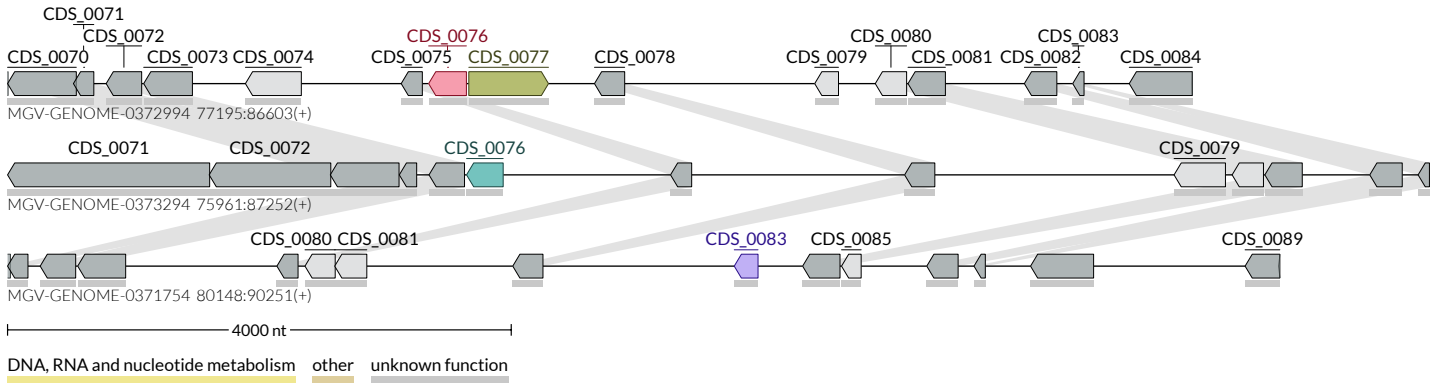 CDS_0071
CDS_0072 CDS_0076 CDS_0080 CDS_0083
CDS_0070 CDS_0073 CDS_0074 CDS_0075 CDS_0077 CDS_0078 CDS_0079 CDS_0081 CDS_0082 CDS_0084
MGV-GENOME-0372994 77195:86603(+)
CDS_0071 CDS_0072 CDS_0076 CDS_0079
MGV-GENOME-0373294 75961:87252(+)
CDS_0080 CDS_0081 CDS_0083 CDS_0085 CDS_0089
MGV-GENOME-0371754 80148:90251(+)
4000 nt
DNA, RNA and nucleotide metabolism other unknown function